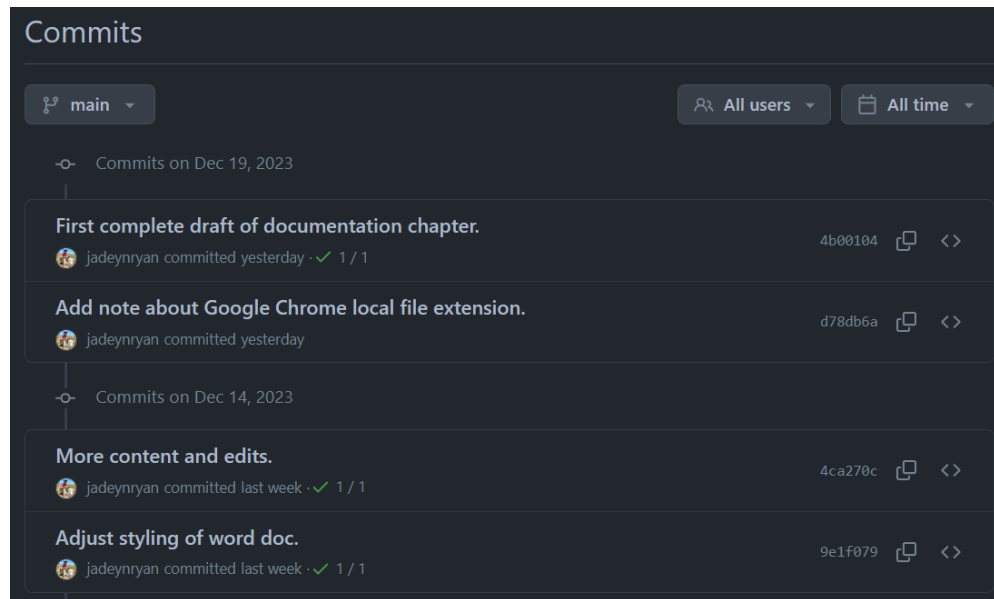 Commits
main
All users
All time
Commits on Dec 19, 2023
First complete draft of documentation chapter.
4b00104
jadeynryan committed yesterday · ✓ 1 / 1
Add note about Google Chrome local file extension.
d78db6a
jadeynryan committed yesterday
Commits on Dec 14, 2023
More content and edits.
4ca270c
jadeynryan committed last week · ✓ 1 / 1
Adjust styling of word doc.
9e1f079
jadeynryan committed last week · ✓ 1 / 1